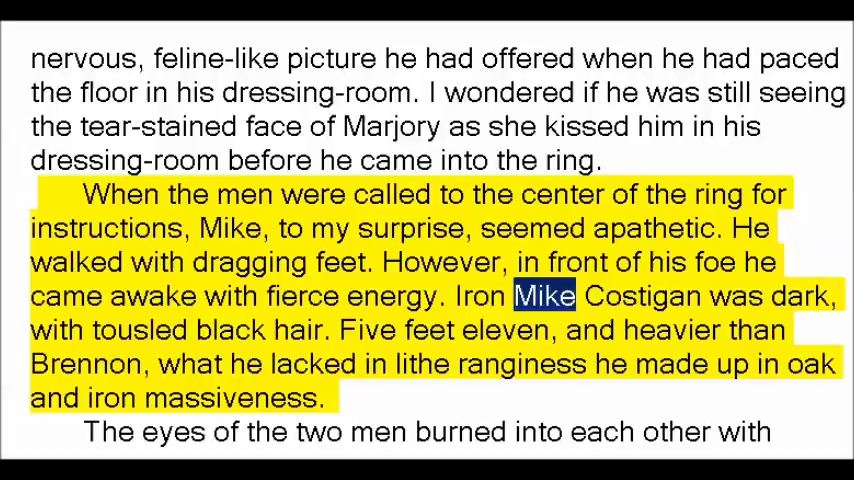 nervous, feline-like picture he had offered when he had paced
the floor in his dressing-room. I wondered if he was still seeing
the tear-stained face of Marjory as she kissed him in his
dressing-room before he came into the ring.
When the men were called to the center of the ring for
instructions, Mike, to my surprise, seemed apathetic. He
walked with dragging feet. However, in front of his foe he
came awake with fierce energy. Iron Mike Costigan was dark,
with tousled black hair. Five feet eleven, and heavier than
Brennon, what he lacked in lithe ranginess he made up in oak
and iron massiveness.
The eyes of the two men burned into each other with